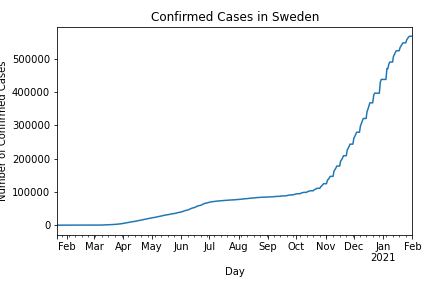 Confirmed Cases in Sweden
Number of Confirmed Cases
500000
400000
300000
200000
100000
0
Feb Mar Apr May Jun Jul Aug Sep Oct Nov Dec Jan Feb
2021
Day